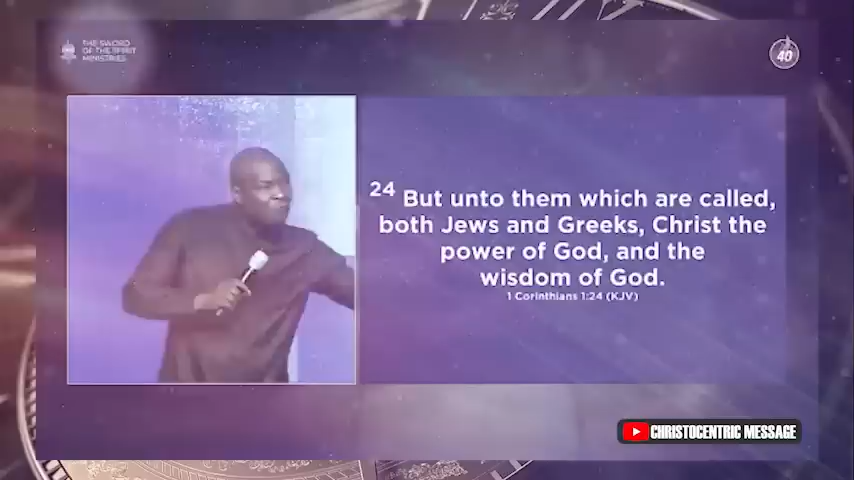 THE SWORD
OF THE SPIRIT
MINISTRIES
40
24 But unto them which are called,
both Jews and Greeks, Christ the
power of God, and the
wisdom of God.
1 Corinthians 1:24 (KJV)
CHRISTOCENTRIC MESSAGE